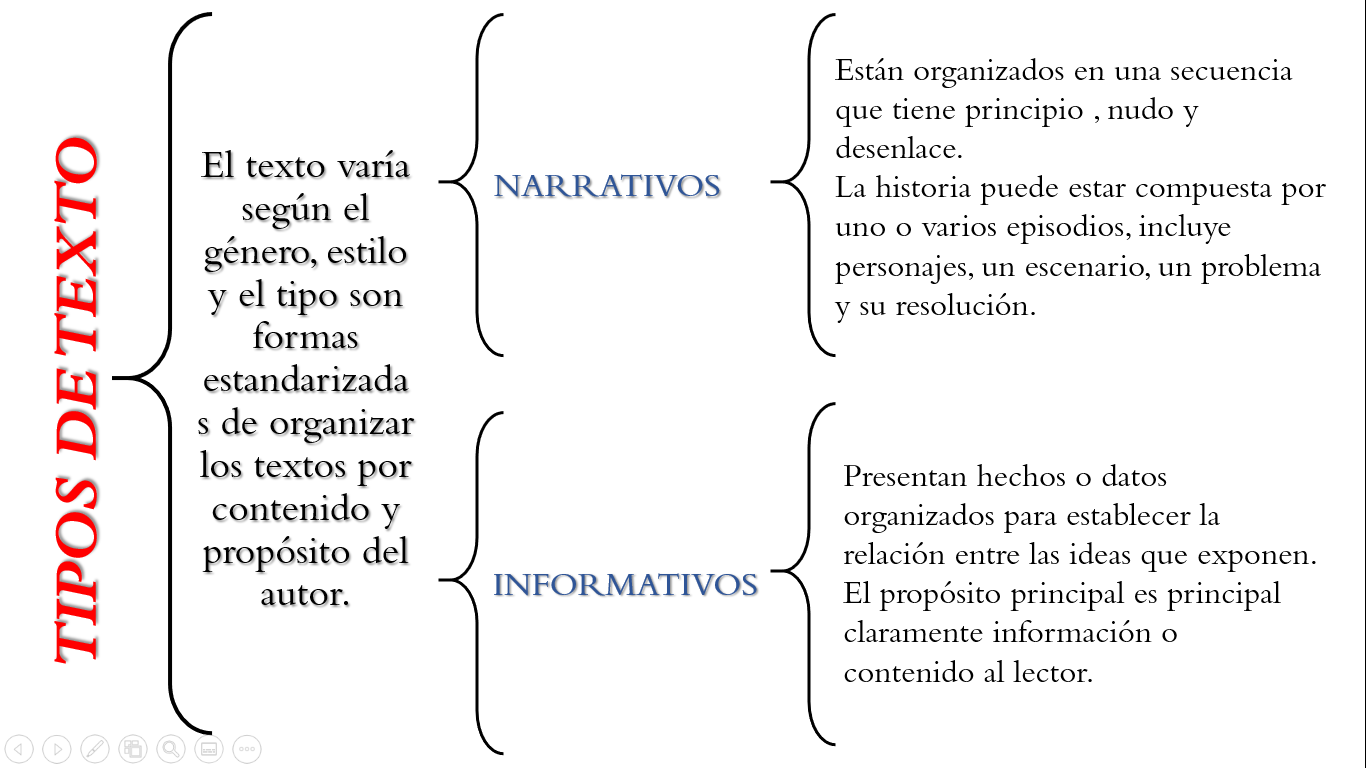 TIPOS DE TEXTO
El texto varía
según el
género, estilo
y el tipo son
formas
estandarizada
s de organizar
los textos por
contenido y
propósito del
autor.
NARRATIVOS
Están organizados en una secuencia
que tiene principio , nudo y
desenlace.
La historia puede estar compuesta por
uno o varios episodios, incluye
personajes, un escenario, un problema
y su resolución.
INFORMATIVOS
Presentan hechos o datos
organizados para establecer la
relación entre las ideas que exponen.
El propósito principal es principal
claramente información o
contenido al lector.